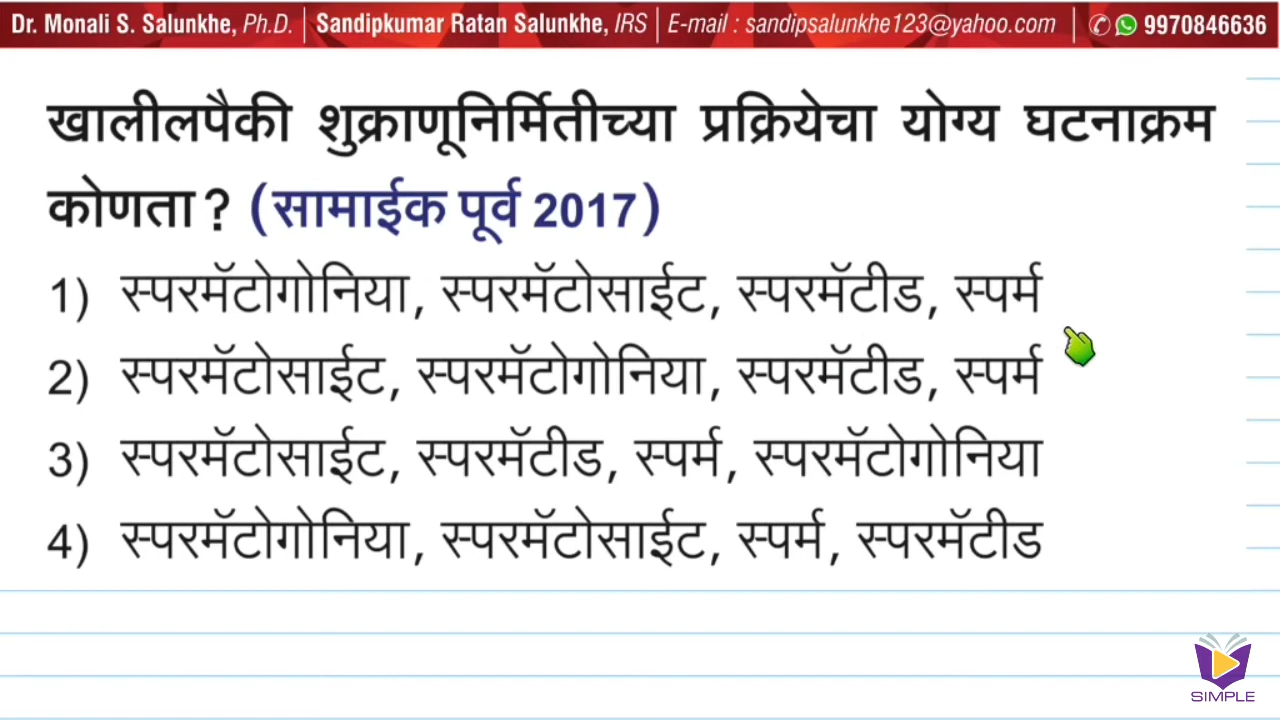 Dr. Monali S. Salunkhe, Ph.D. | Sandipkumar Ratan Salunkhe, IRS | E-mail : sandipsalunkhe123@yahoo.com | 9970846636
खालीलपैकी शुक्राणूनिर्मितीच्या प्रक्रियेचा योग्य घटनाक्रम
कोणता? (सामाईक पूर्व 2017)
1) स्परमॅटोगोनिया, स्परमॅटोसाईट, स्परमॅटीड, स्पर्म
2) स्परमॅटोसाईट, स्परमॅटोगोनिया, स्परमॅटीड, स्पर्म
3) स्परमॅटोसाईट, स्परमॅटीड, स्पर्म, स्परमॅटोगोनिया
4) स्परमॅटोगोनिया, स्परमॅटोसाईट, स्पर्म, स्परमॅटीड
SIMPLE